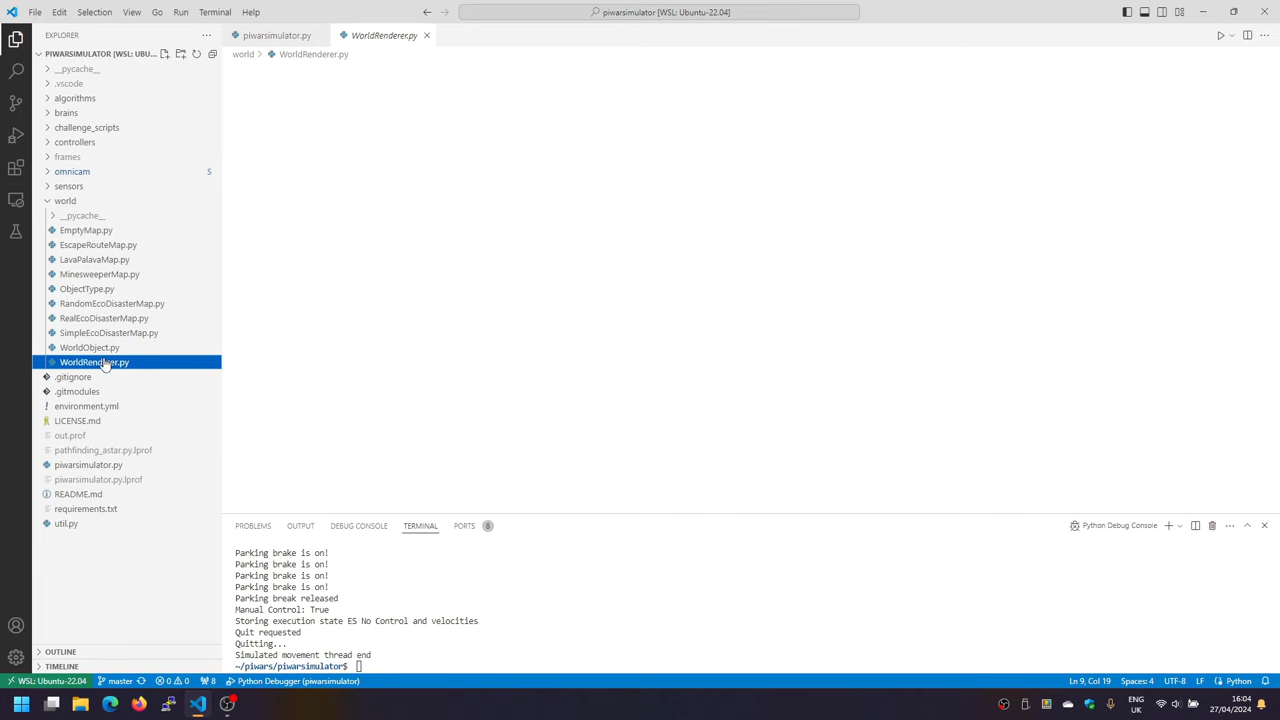 File Edit Selection View Go Run Terminal Help
piwarsimulator [WSL: Ubuntu-22.04]
EXPLORER
piwarsimulator.py
WorldRenderer.py
PIWARSIMULATOR [WSL: UBU...
world > WorldRenderer.py
__pycache__
.vscode
algorithms
brains
challenge_scripts
controllers
frames
omnicam S
sensors
world
__pycache__
EmptyMap.py
EscapeRouteMap.py
LavaPalavaMap.py
MinesweeperMap.py
ObjectType.py
RandomEcoDisasterMap.py
RealEcoDisasterMap.py
SimpleEcoDisasterMap.py
WorldObject.py
WorldRenderer.py
.gitignore
.gitmodules
environment.yml
LICENSE.md
out.prof
pathfinding_astar.py.lprof
piwarsimulator.py
piwarsimulator.py.lprof
README.md
requirements.txt
util.py
OUTLINE
TIMELINE
PROBLEMS OUTPUT DEBUG CONSOLE TERMINAL PORTS 8
Python Debug Console
Parking brake is on!
Parking brake is on!
Parking brake is on!
Parking brake is on!
Parking break released
Manual Control: True
Storing execution state ES No Control and velocities
Quit requested
Quitting...
Simulated movement thread end
~/piwars/piwarsimulator$
WSL: Ubuntu-22.04 master 0 0 8 Python Debugger (piwarsimulator)
Ln 9, Col 19 Spaces: 4 UTF-8 LF Python
ENG
UK
16:04
27/04/2024